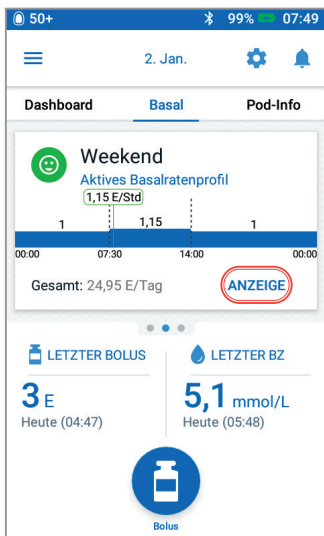 50+ 99% 07:49
2. Jan.
Dashboard Basal Pod-Info
Weekend
Aktives Basalratenprofil
1,15 E/Std
1 1,15 1
00:00 07:30 14:00 00:00
Gesamt: 24,95 E/Tag ANZEIGE
LETZTER BOLUS LETZTER BZ
3 E 5,1 mmol/L
Heute (04:47) Heute (05:48)
Bolus